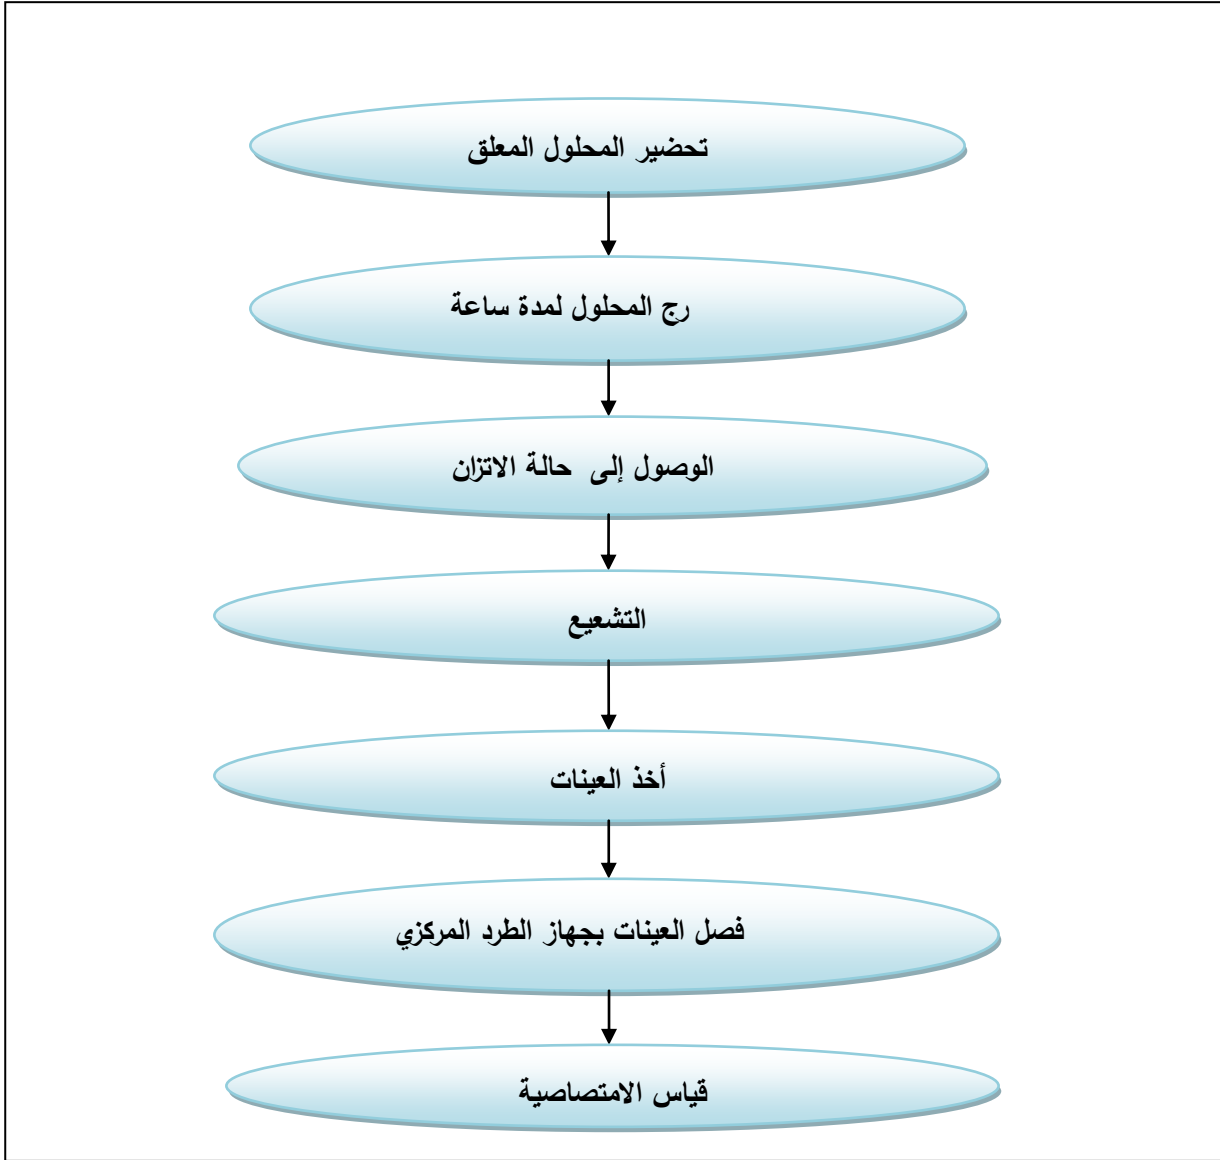 تحضير المحلول المعلق
رج المحلول لمدة ساعة
الوصول إلى حالة الاتزان
التشعيع
أخذ العينات
فصل العينات بجهاز الطرد المركزي
قياس الامتصاصية